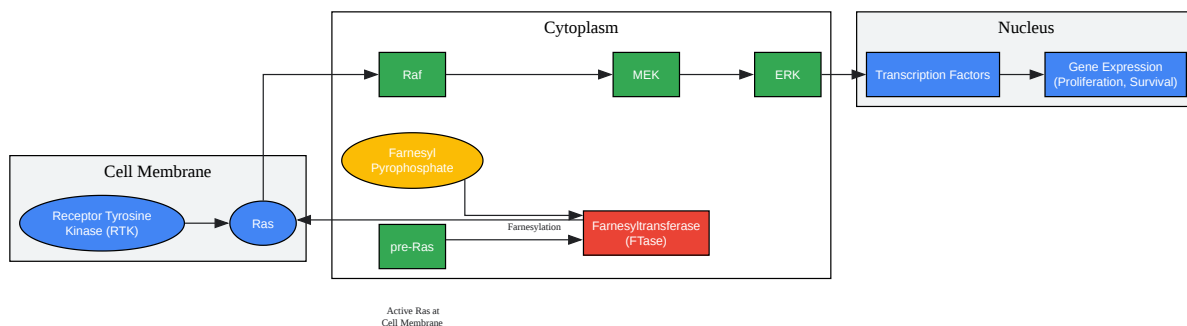 Cytoplasm
Nucleus
Raf
MEK
ERK
Transcription Factors
Gene Expression
(Proliferation, Survival)
Farnesyl
Pyrophosphate
Cell Membrane
Receptor Tyrosine
Kinase (RTK)
Ras
Farnesylation
Farnesyltransferase
(FTase)
pre-Ras
Active Ras at
Cell Membrane